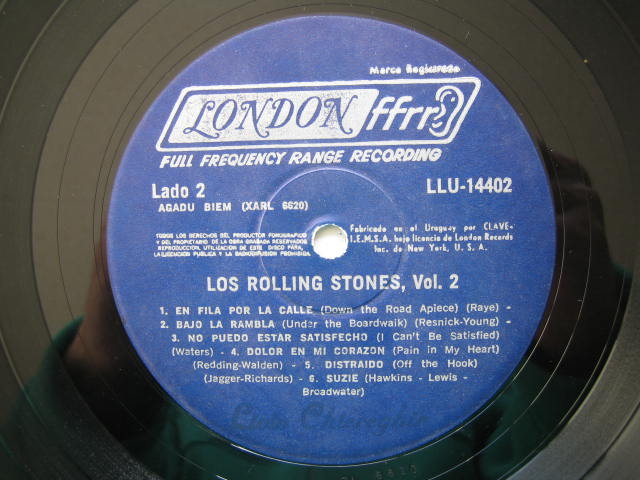 Marca Registrada
LONDON ffrr
FULL FREQUENCY RANGE RECORDING
Lado 2
LLU-14402
AGADU BIEM (XARL 6620)
TODOS LOS DERECHOS DEL PRODUCTOR FONOGRAFICO
Y DEL PROPIETARIO DE LA OBRA GRABADA RESERVADOS
REPRODUCCION, UTILIZACION DE ESTE DISCO PARA,
LA EJECUCION PUBLICA Y LA RADIODIFUSION PROHIBIDA.
Fabricado en el Uruguay por CLAVE-
I.E.M.S.A. bajo licencia de London Records
Inc. de New York, U. S. A.
LOS ROLLING STONES, Vol. 2
1. EN FILA POR LA CALLE (Down the Road Apiece) (Raye) -
2. BAJO LA RAMBLA (Under the Boardwalk) (Resnick-Young) -
3. NO PUEDO ESTAR SATISFECHO (I Can't Be Satisfied)
(Waters) - 4. DOLOR EN MI CORAZON (Pain in My Heart)
(Redding-Walden) - 5. DISTRAIDO (Off the Hook)
(Jagger-Richards) - 6. SUZIE (Hawkins - Lewis -
Broadwater)